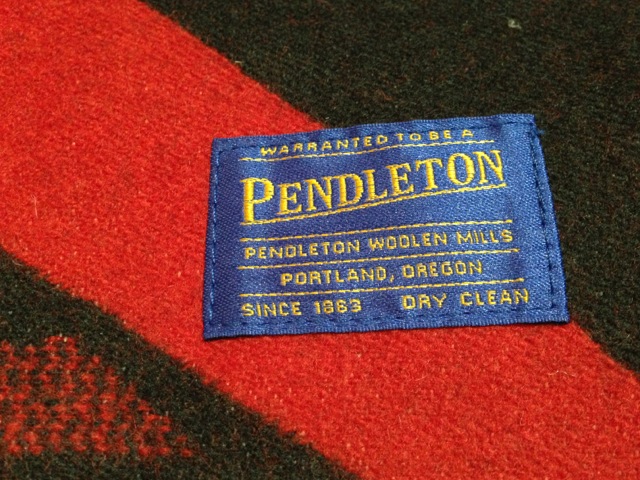 WARRANTED TO BE A
PENDLETON
PENDLETON WOOLEN MILLS
PORTLAND, OREGON
SINCE 1863 DRY CLEAN